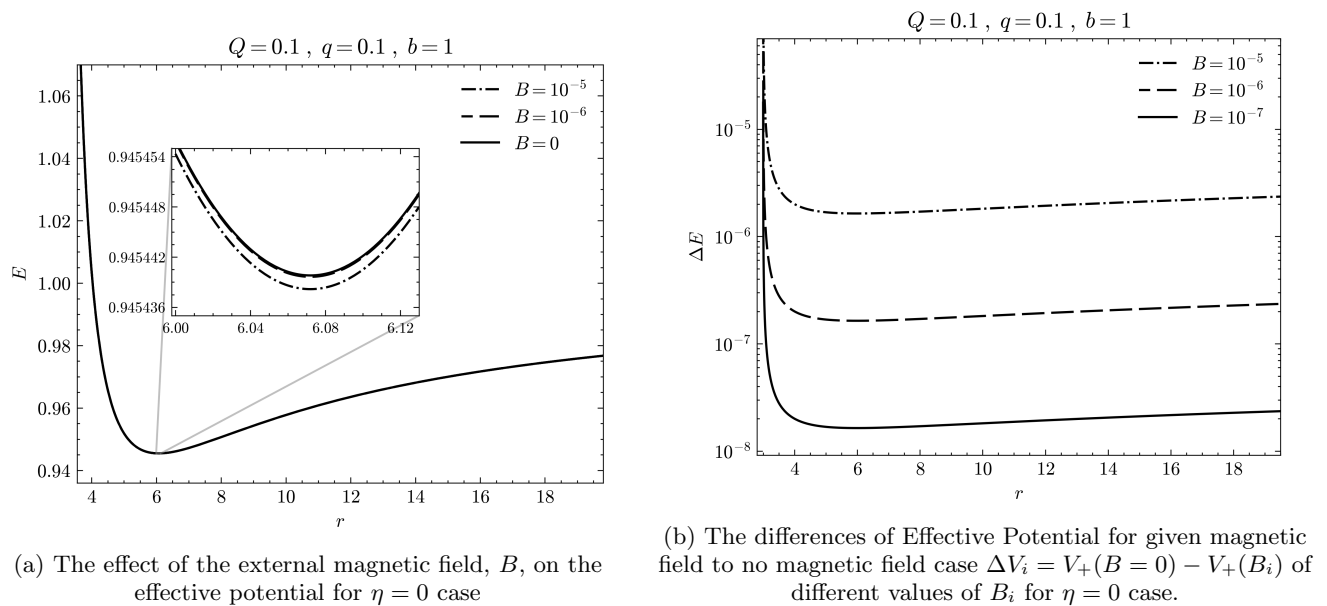 Q = 0.1 , q = 0.1 , b = 1
1.06
1.04
1.02
1.00
0.98
0.96
0.94
E
B = 10⁻⁵
B = 10⁻⁶
B = 0
0.945454
0.945448
0.945442
0.945436
6.00 6.04 6.08 6.12
4 6 8 10 12 14 16 18
r
(a) The effect of the external magnetic field, B, on the
effective potential for η = 0 case
Q = 0.1 , q = 0.1 , b = 1
B = 10⁻⁵
B = 10⁻⁶
B = 10⁻⁷
10⁻⁵
10⁻⁶
10⁻⁷
10⁻⁸
ΔE
4 6 8 10 12 14 16 18
r
(b) The differences of Effective Potential for given magnetic
field to no magnetic field case ΔVᵢ = V₊(B = 0) − V₊(Bᵢ) of
different values of Bᵢ for η = 0 case.